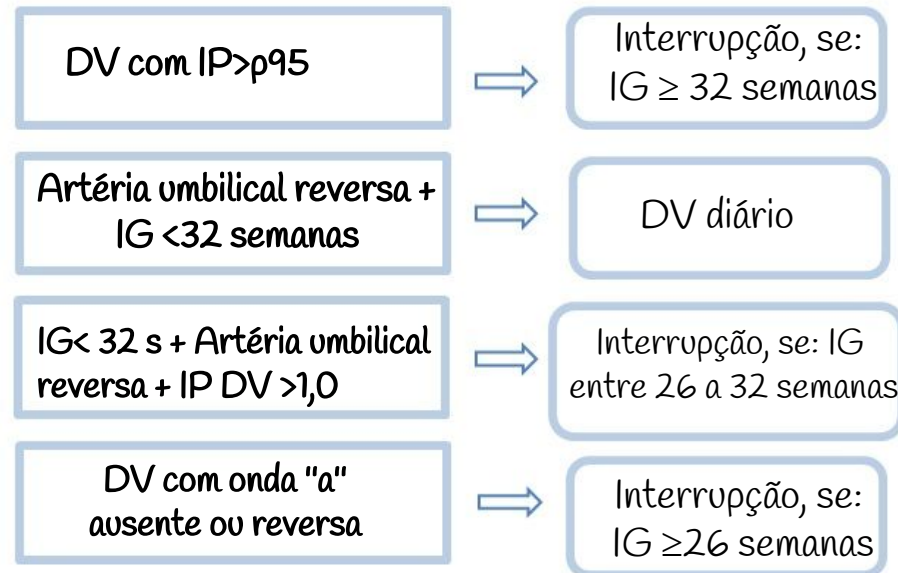 DV com IP>p95
Interrupção, se:
IG ≥ 32 semanas
Artéria umbilical reversa +
IG <32 semanas
DV diário
IG< 32 s + Artéria umbilical
reversa + IP DV >1,0
Interrupção, se: IG
entre 26 a 32 semanas
DV com onda "a"
ausente ou reversa
Interrupção, se:
IG ≥26 semanas